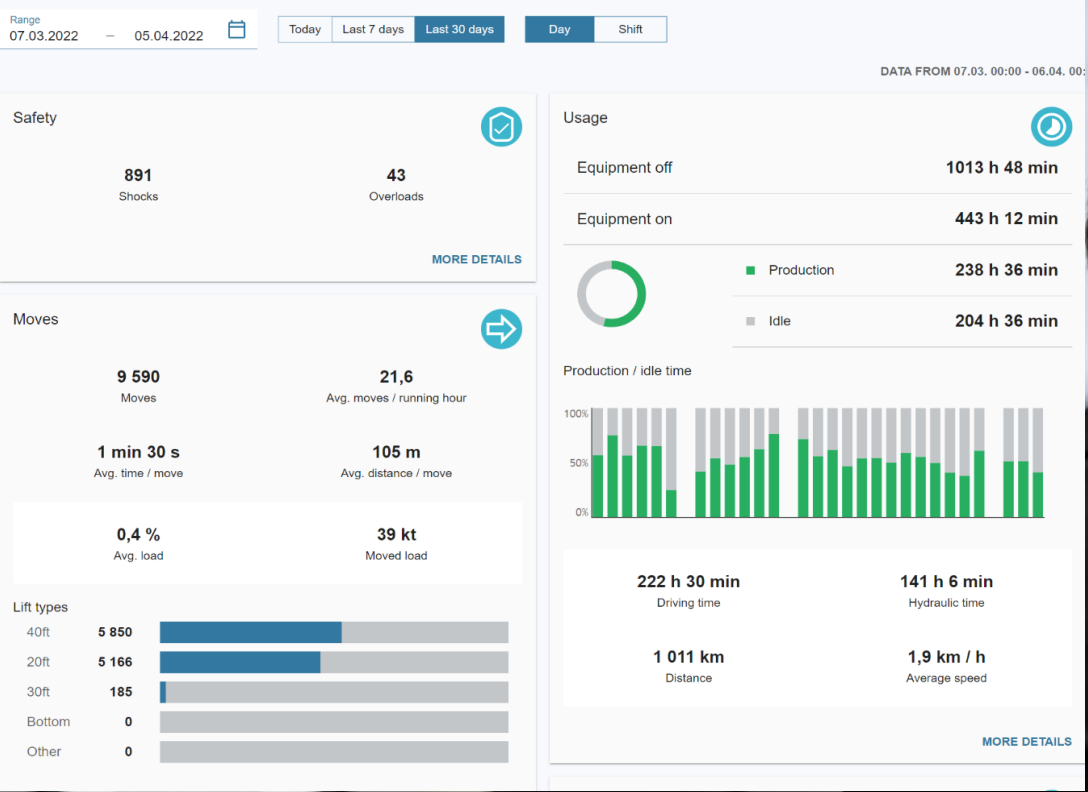 Range
07.03.2022 – 05.04.2022
Today Last 7 days Last 30 days Day Shift
DATA FROM 07.03. 00:00 - 06.04. 00:
Safety
891
Shocks
43
Overloads
MORE DETAILS
Moves
9 590
Moves
21,6
Avg. moves / running hour
1 min 30 s
Avg. time / move
105 m
Avg. distance / move
0,4 %
Avg. load
39 kt
Moved load
Lift types
40ft 5 850
20ft 5 166
30ft 185
Bottom 0
Other 0
Usage
Equipment off 1013 h 48 min
Equipment on 443 h 12 min
Production 238 h 36 min
Idle 204 h 36 min
Production / idle time
100%
50%
0%
222 h 30 min
Driving time
141 h 6 min
Hydraulic time
1 011 km
Distance
1,9 km / h
Average speed
MORE DETAILS